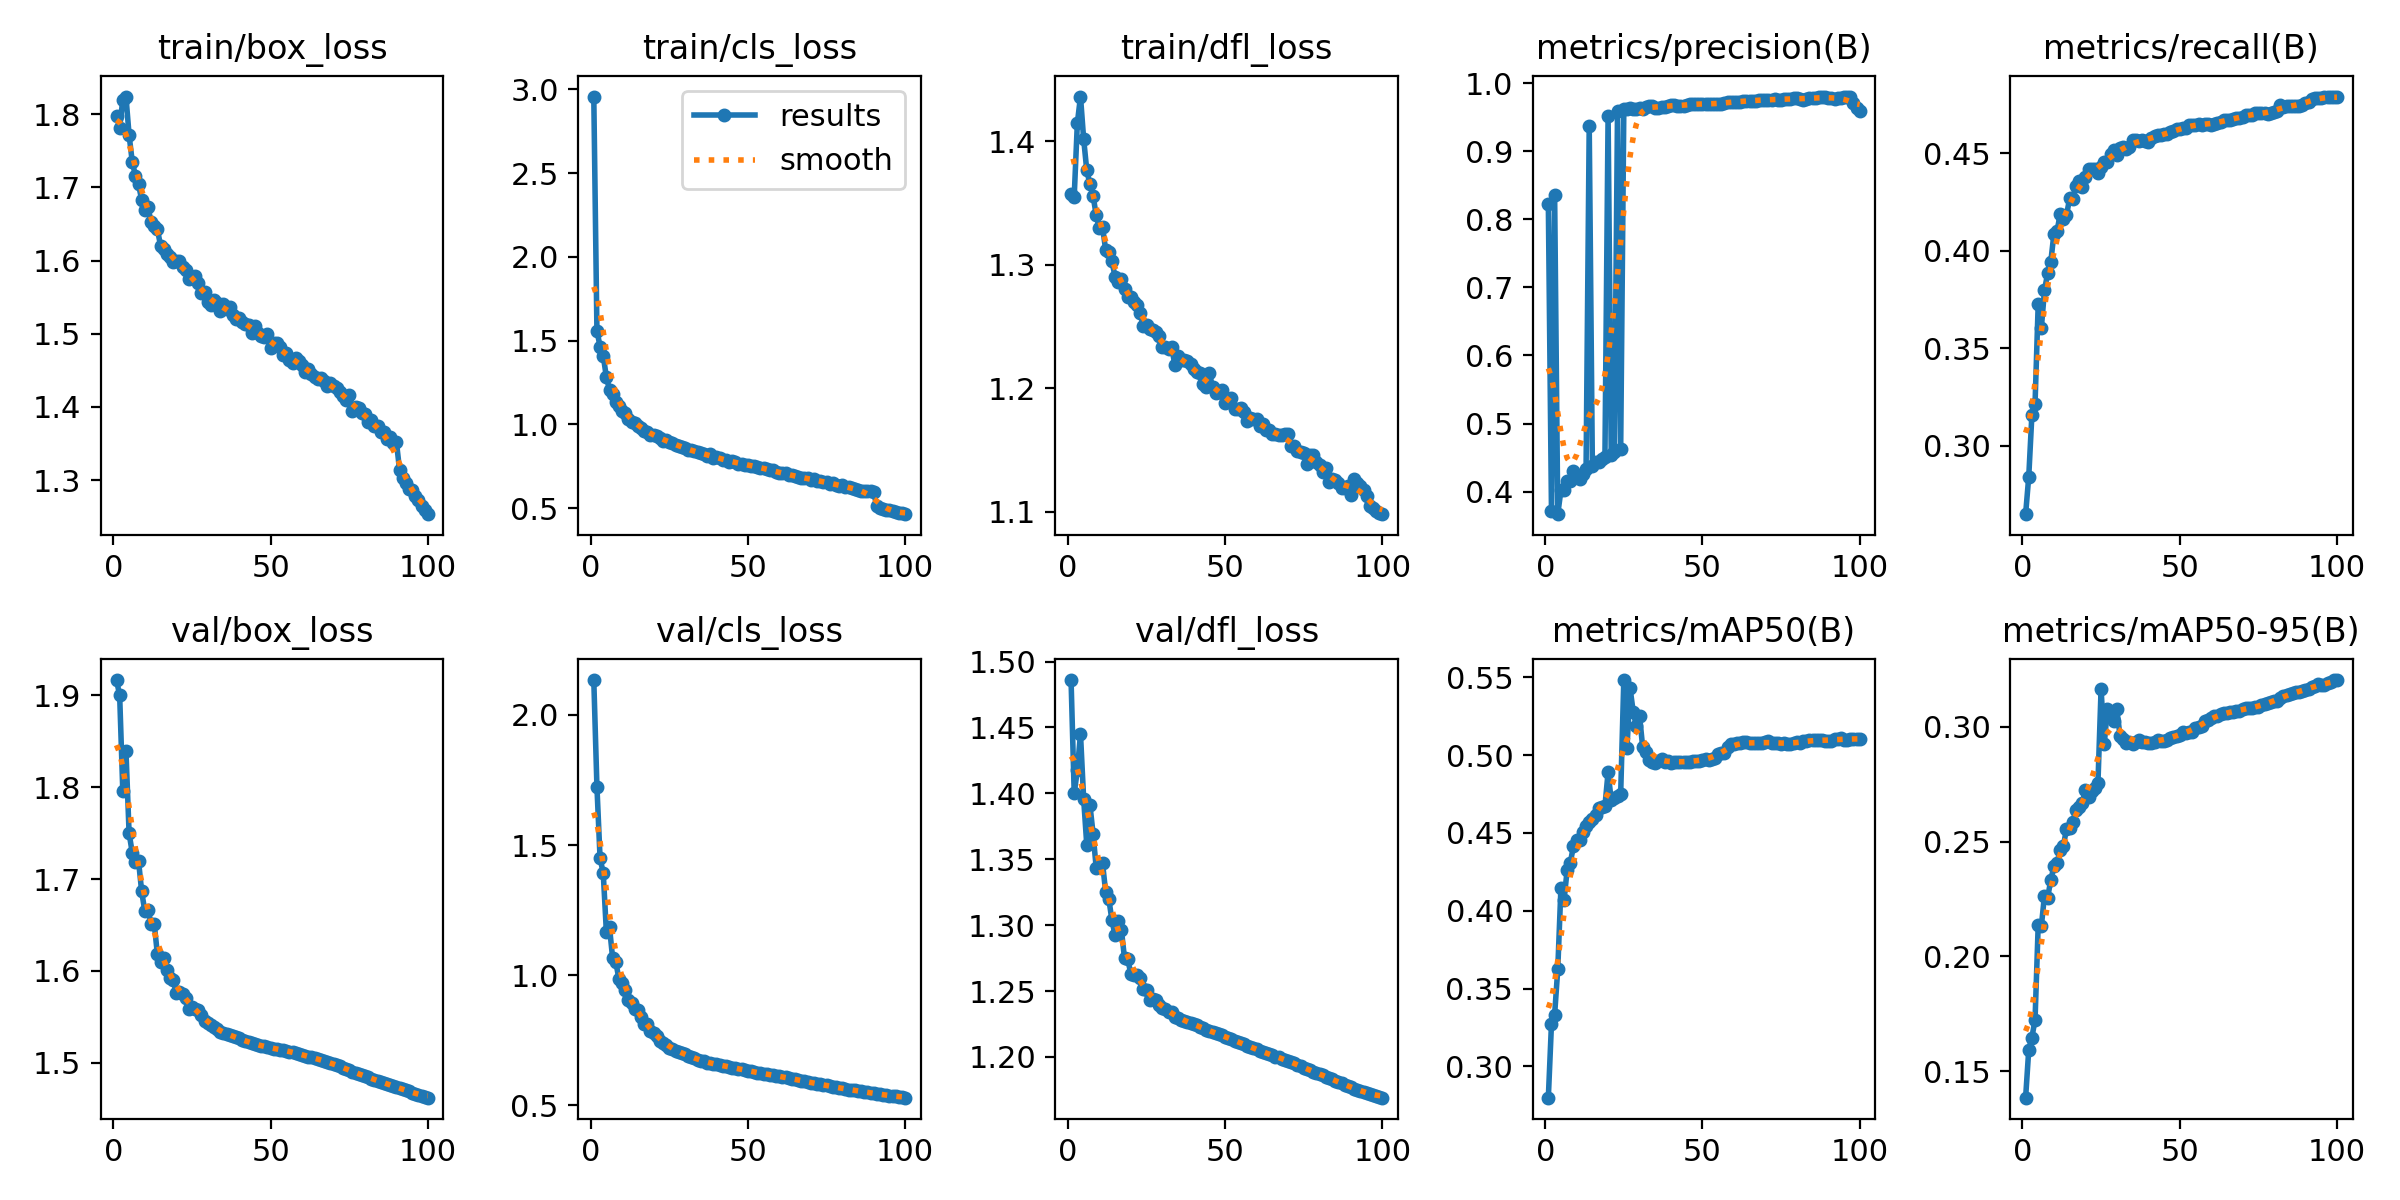 train/box_loss
1.8
1.7
1.6
1.5
1.4
1.3
0 50 100
train/cls_loss
3.0
2.5
2.0
1.5
1.0
0.5
0 50 100
results
smooth
train/dfl_loss
1.4
1.3
1.2
1.1
0 50 100
metrics/precision(B)
1.0
0.9
0.8
0.7
0.6
0.5
0.4
0 50 100
metrics/recall(B)
0.45
0.40
0.35
0.30
0 50 100
val/box_loss
1.9
1.8
1.7
1.6
1.5
0 50 100
val/cls_loss
2.0
1.5
1.0
0.5
0 50 100
val/dfl_loss
1.50
1.45
1.40
1.35
1.30
1.25
1.20
0 50 100
metrics/mAP50(B)
0.55
0.50
0.45
0.40
0.35
0.30
0 50 100
metrics/mAP50-95(B)
0.30
0.25
0.20
0.15
0 50 100